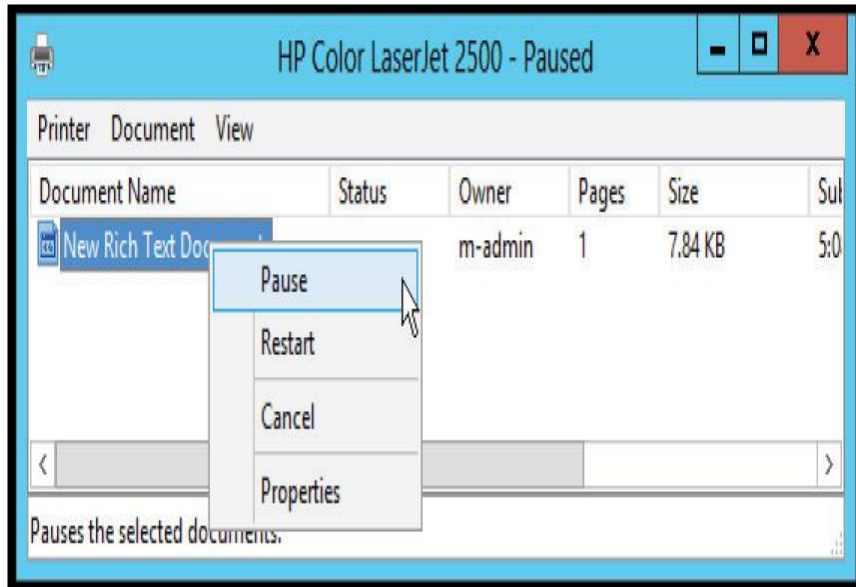 HP Color LaserJet 2500 - Paused
Printer Document View
Document Name Status Owner Pages Size
New Rich Text m-admin 1 7.84 KB
Pause
Restart
Cancel
Properties
Pauses the selected documents.